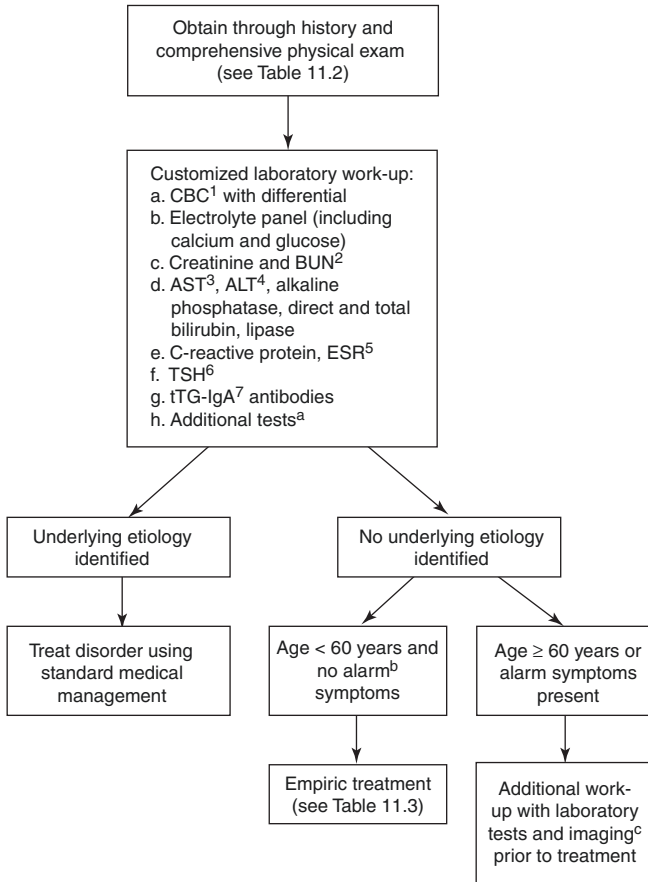 Obtain through history and
comprehensive physical exam
(see Table 11.2)
Customized laboratory work-up:
a. CBC¹ with differential
b. Electrolyte panel (including
calcium and glucose)
c. Creatinine and BUN²
d. AST³, ALT⁴, alkaline
phosphatase, direct and total
bilirubin, lipase
e. C-reactive protein, ESR⁵
f. TSH⁶
g. tTG-IgA⁷ antibodies
h. Additional testsᵃ
Underlying etiology
identified
No underlying etiology
identified
Treat disorder using
standard medical
management
Age < 60 years and
no alarmᵇ
symptoms
Age ≥ 60 years or
alarm symptoms
present
Empiric treatment
(see Table 11.3)
Additional work-
up with laboratory
tests and imagingᶜ
prior to treatment